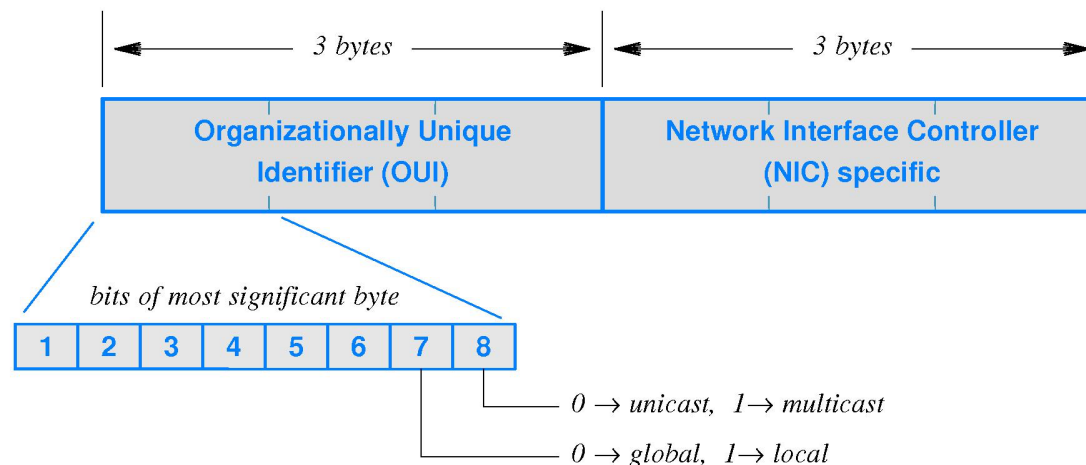 3 bytes
3 bytes
Organizationally Unique
Identifier (OUI)
Network Interface Controller
(NIC) specific
bits of most significant byte
1 2 3 4 5 6 7 8
0 → unicast, 1→ multicast
0 → global, 1→ local